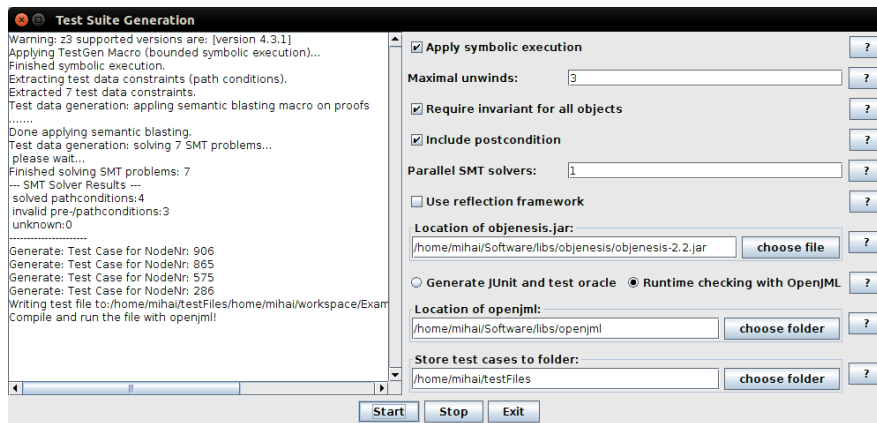 Test Suite Generation
Warning: z3 supported versions are: [version 4.3.1]
Applying TestGen Macro (bounded symbolic execution)...
Finished symbolic execution.
Extracting test data constraints (path conditions).
Extracted 7 test data constraints.
Test data generation: appling semantic blasting macro on proofs
.......
Done applying semantic blasting.
Test data generation: solving 7 SMT problems...
please wait...
Finished solving SMT problems: 7
--- SMT Solver Results ---
solved pathconditions:4
invalid pre-/pathconditions:3
unknown:0
----------------------
Generate: Test Case for NodeNr: 906
Generate: Test Case for NodeNr: 865
Generate: Test Case for NodeNr: 575
Generate: Test Case for NodeNr: 286
Writing test file to:/home/mihai/testFiles/home/mihai/workspace/Exam
Compile and run the file with openjml!
Apply symbolic execution ?
Maximal unwinds: 3 ?
Require invariant for all objects ?
Include postcondition ?
Parallel SMT solvers: 1 ?
Use reflection framework ?
Location of objenesis.jar:
/home/mihai/Software/libs/objenesis/objenesis-2.2.jar choose file ?
Generate JUnit and test oracle Runtime checking with OpenJML ?
Location of openjml:
/home/mihai/Software/libs/openjml choose folder ?
Store test cases to folder:
/home/mihai/testFiles choose folder ?
Start Stop Exit